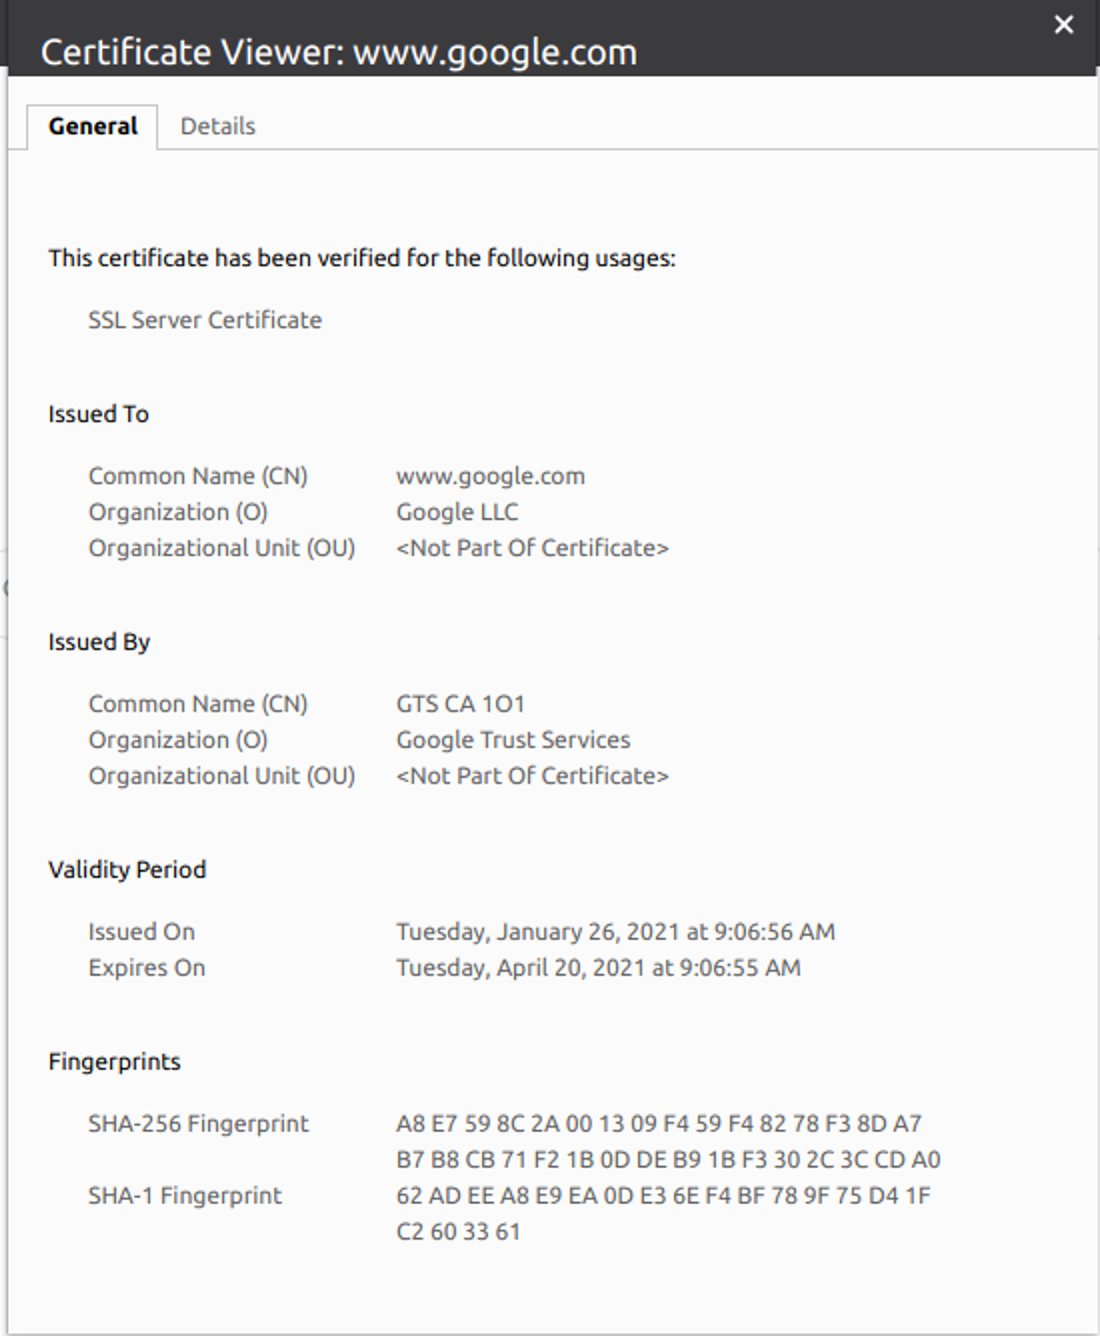 Certificate Viewer: www.google.com
General Details
This certificate has been verified for the following usages:
SSL Server Certificate
Issued To
Common Name (CN) www.google.com
Organization (O) Google LLC
Organizational Unit (OU) <Not Part Of Certificate>
Issued By
Common Name (CN) GTS CA 1O1
Organization (O) Google Trust Services
Organizational Unit (OU) <Not Part Of Certificate>
Validity Period
Issued On Tuesday, January 26, 2021 at 9:06:56 AM
Expires On Tuesday, April 20, 2021 at 9:06:55 AM
Fingerprints
SHA-256 Fingerprint A8 E7 59 8C 2A 00 13 09 F4 59 F4 82 78 F3 8D A7
B7 B8 CB 71 F2 1B 0D DE B9 1B F3 30 2C 3C CD A0
SHA-1 Fingerprint 62 AD EE A8 E9 EA 0D E3 6E F4 BF 78 9F 75 D4 1F
C2 60 33 61